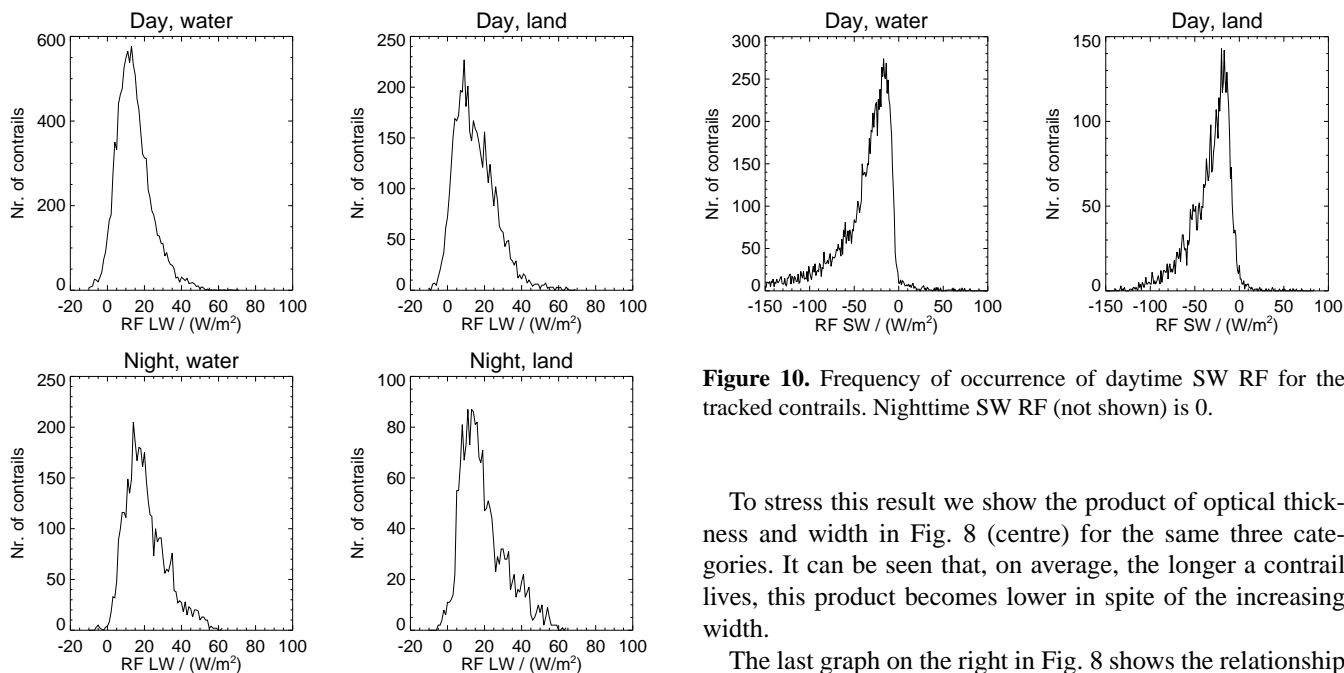 Day, water
600
400
200
0
Nr. of contrails
-20 0 20 40 60 80 100
RF LW / (W/m²)
Day, land
250
200
150
100
50
0
Nr. of contrails
-20 0 20 40 60 80 100
RF LW / (W/m²)
Night, water
250
200
150
100
50
0
Nr. of contrails
-20 0 20 40 60 80 100
RF LW / (W/m²)
Night, land
100
80
60
40
20
0
Nr. of contrails
-20 0 20 40 60 80 100
RF LW / (W/m²)
Day, water
300
250
200
150
100
50
0
Nr. of contrails
-150 -100 -50 0 50 100
RF SW / (W/m²)
Day, land
150
100
50
0
Nr. of contrails
-150 -100 -50 0 50 100
RF SW / (W/m²)
Figure 10. Frequency of occurrence of daytime SW RF for the
tracked contrails. Nighttime SW RF (not shown) is 0.
To stress this result we show the product of optical thick-
ness and width in Fig. 8 (centre) for the same three cate-
gories. It can be seen that, on average, the longer a contrail
lives, this product becomes lower in spite of the increasing
width.
The last graph on the right in Fig. 8 shows the relationship